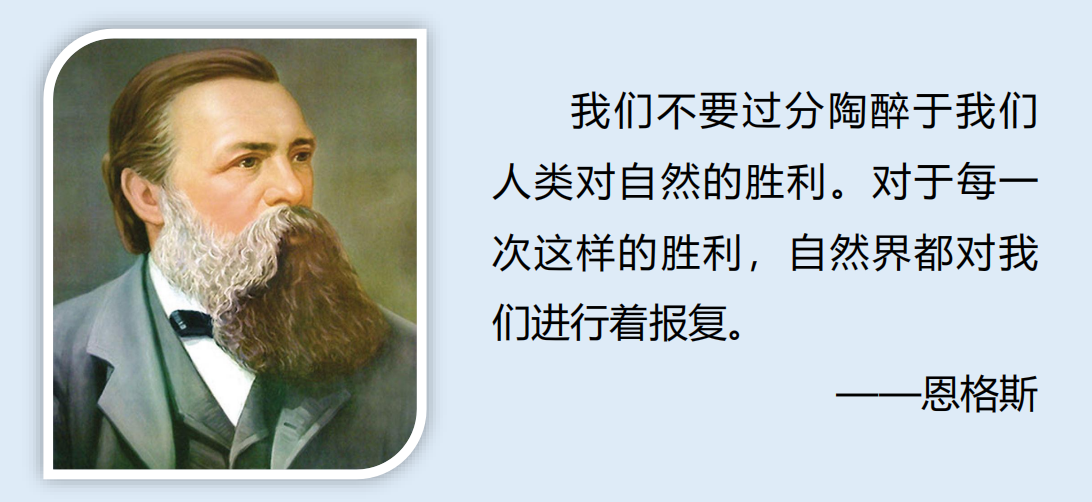 我们不要过分陶醉于我们
人类对自然的胜利。对于每一
次这样的胜利，自然界都对我
们进行着报复。
——恩格斯